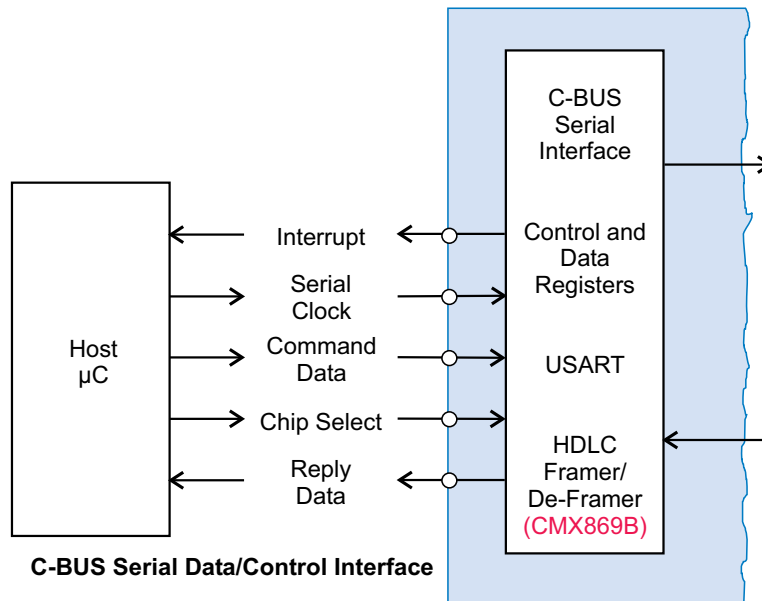 C-BUS
Serial
Interface
Interrupt
Control and
Data
Registers
Serial
Clock
Host
µC
Command
Data
USART
Chip Select
Reply
Data
HDLC
Framer/
De-Framer
(CMX869B)
C-BUS Serial Data/Control Interface